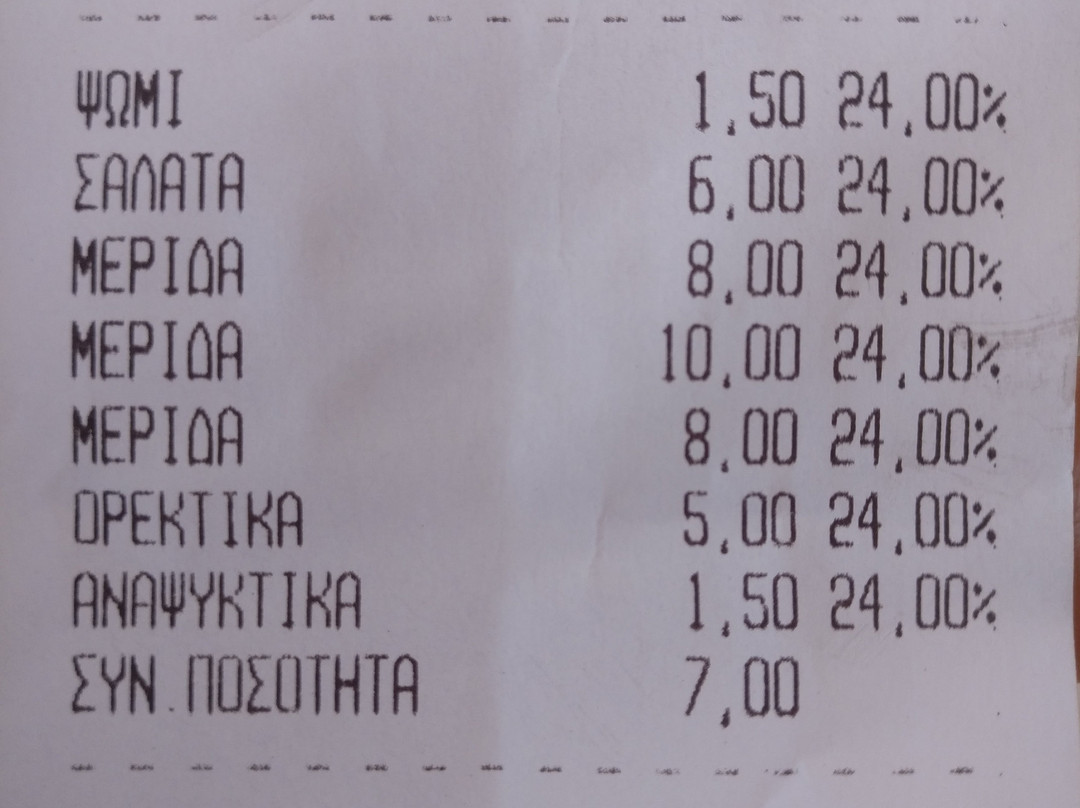 ΨΩΜΙ 1,50 24,00%
ΣΑΛΑΤΑ 6,00 24,00%
ΜΕΡΙΔΑ 8,00 24,00%
ΜΕΡΙΔΑ 10,00 24,00%
ΜΕΡΙΔΑ 8,00 24,00%
ΟΡΕΚΤΙΚΑ 5,00 24,00%
ΑΝΑΨΥΚΤΙΚΑ 1,50 24,00%
ΣΥΝ.ΠΟΣΟΤΗΤΑ 7,00